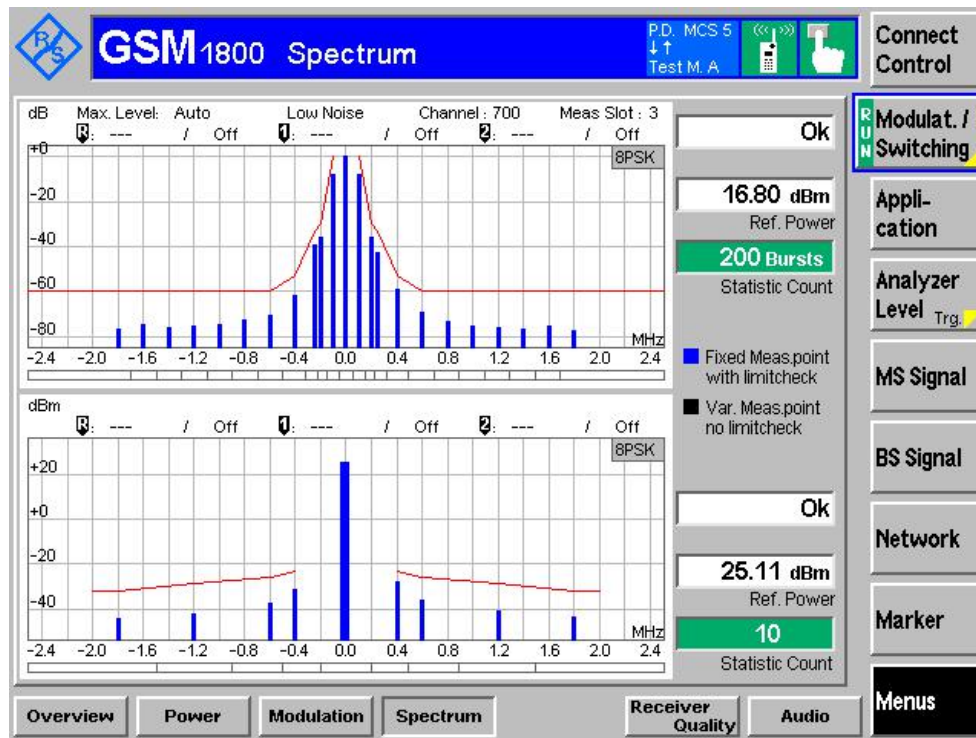 R/S
GSM1800 Spectrum
P.D. MCS 5
↓↑
Test M. A
Connect Control
dB Max. Level: Auto Low Noise Channel : 700 Meas Slot : 3
R: --- / Off 1: --- / Off 2: --- / Off
8PSK
+0
-20
-40
-60
-80
MHz
-2.4 -2.0 -1.6 -1.2 -0.8 -0.4 0.0 0.4 0.8 1.2 1.6 2.0 2.4
Ok
16.80 dBm
Ref. Power
200 Bursts
Statistic Count
Fixed Meas.point
with limitcheck
Var. Meas.point
no limitcheck
dBm
R: --- / Off 1: --- / Off 2: --- / Off
8PSK
+20
+0
-20
-40
MHz
-2.4 -2.0 -1.6 -1.2 -0.8 -0.4 0.0 0.4 0.8 1.2 1.6 2.0 2.4
Ok
25.11 dBm
Ref. Power
10
Statistic Count
RUN
Modulat. /
Switching
Appli-
cation
Analyzer
Level Trg.
MS Signal
BS Signal
Network
Marker
Menus
Overview
Power
Modulation
Spectrum
Receiver
Quality
Audio